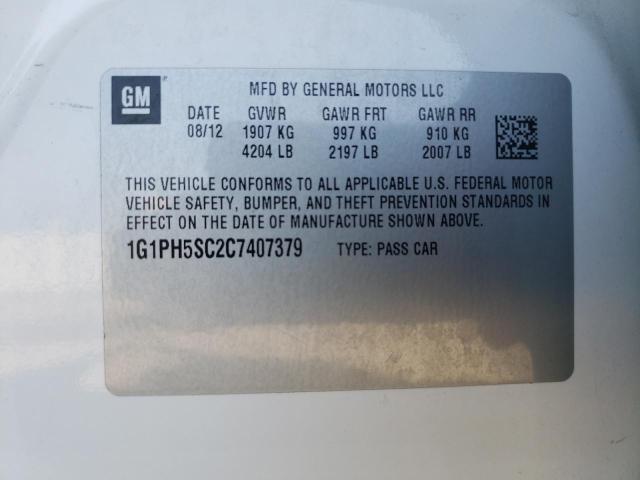 GM
MFD BY GENERAL MOTORS LLC
DATE GVWR GAWR FRT GAWR RR
08/12 1907 KG 997 KG 910 KG
4204 LB 2197 LB 2007 LB
THIS VEHICLE CONFORMS TO ALL APPLICABLE U.S. FEDERAL MOTOR
VEHICLE SAFETY, BUMPER, AND THEFT PREVENTION STANDARDS IN
EFFECT ON THE DATE OF MANUFACTURE SHOWN ABOVE.
1G1PH5SC2C7407379 TYPE: PASS CAR